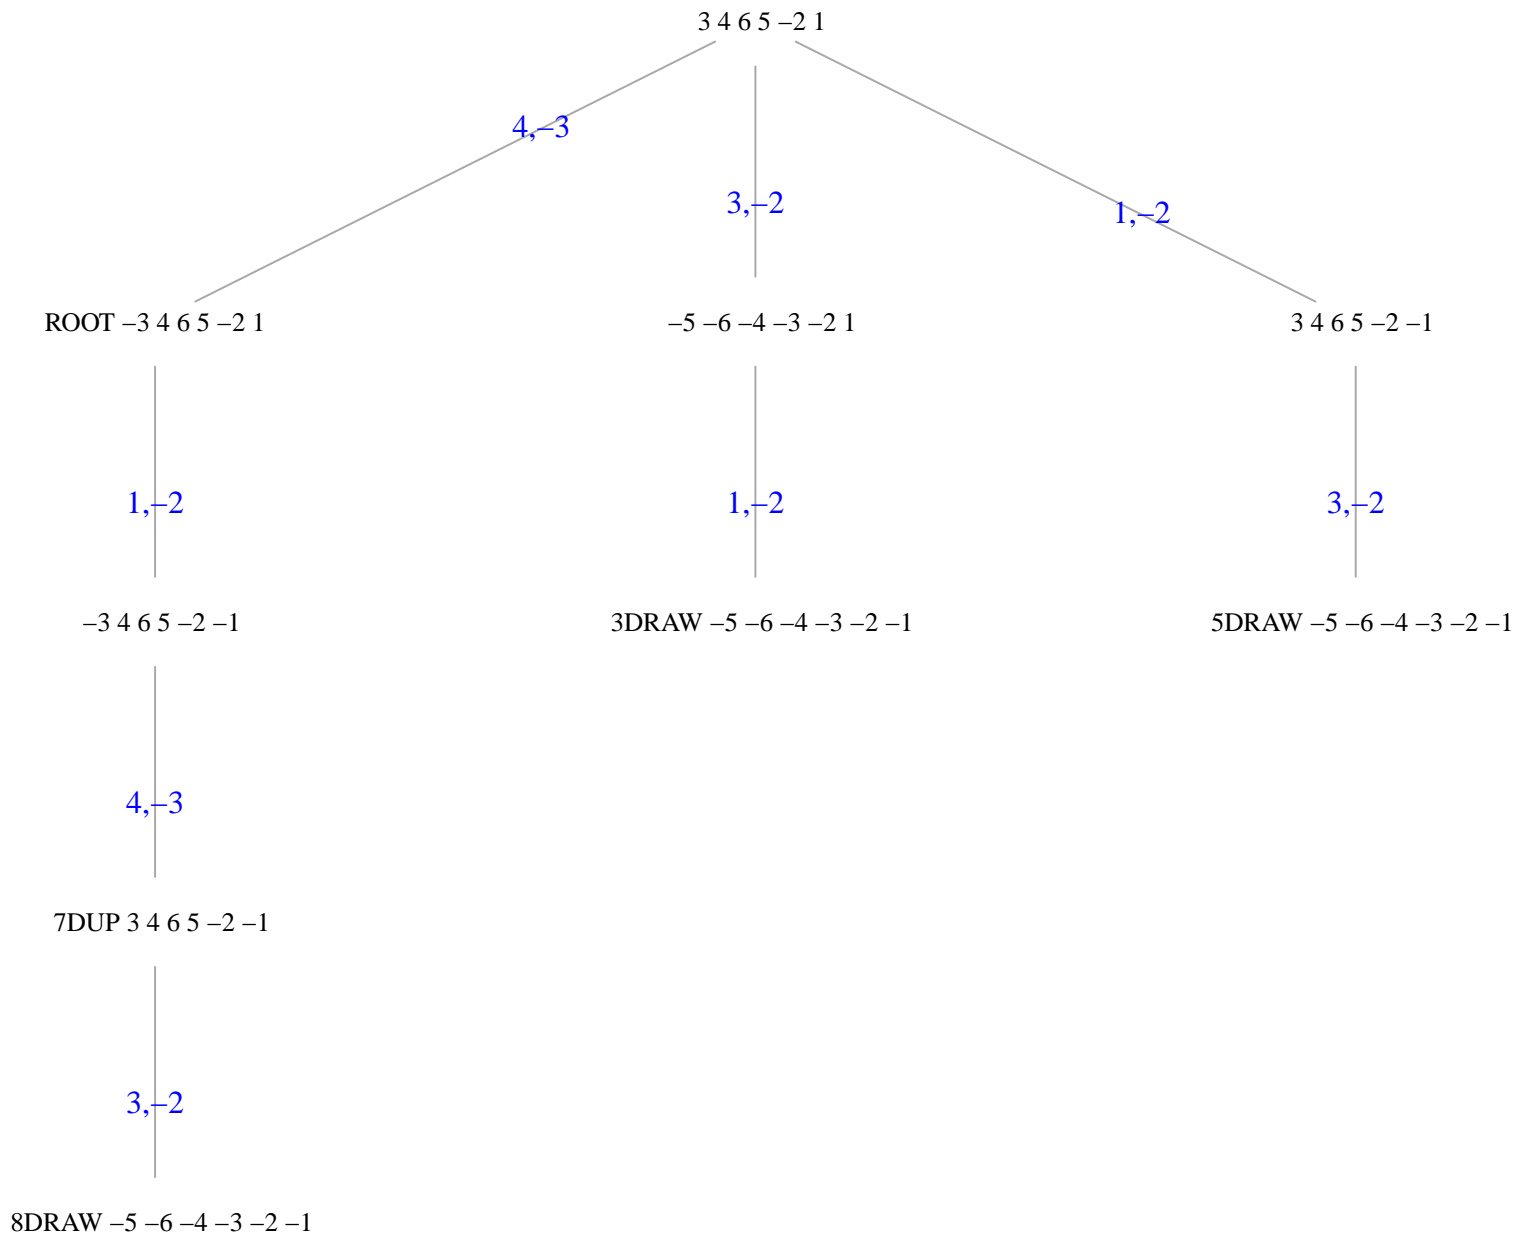 3 4 6 5 –2 1
4,–3
3,–2
1,–2
ROOT –3 4 6 5 –2 1
–5 –6 –4 –3 –2 1
3 4 6 5 –2 –1
1,–2
1,–2
3,–2
–3 4 6 5 –2 –1
3DRAW –5 –6 –4 –3 –2 –1
5DRAW –5 –6 –4 –3 –2 –1
4,–3
7DUP 3 4 6 5 –2 –1
3,–2
8DRAW –5 –6 –4 –3 –2 –1